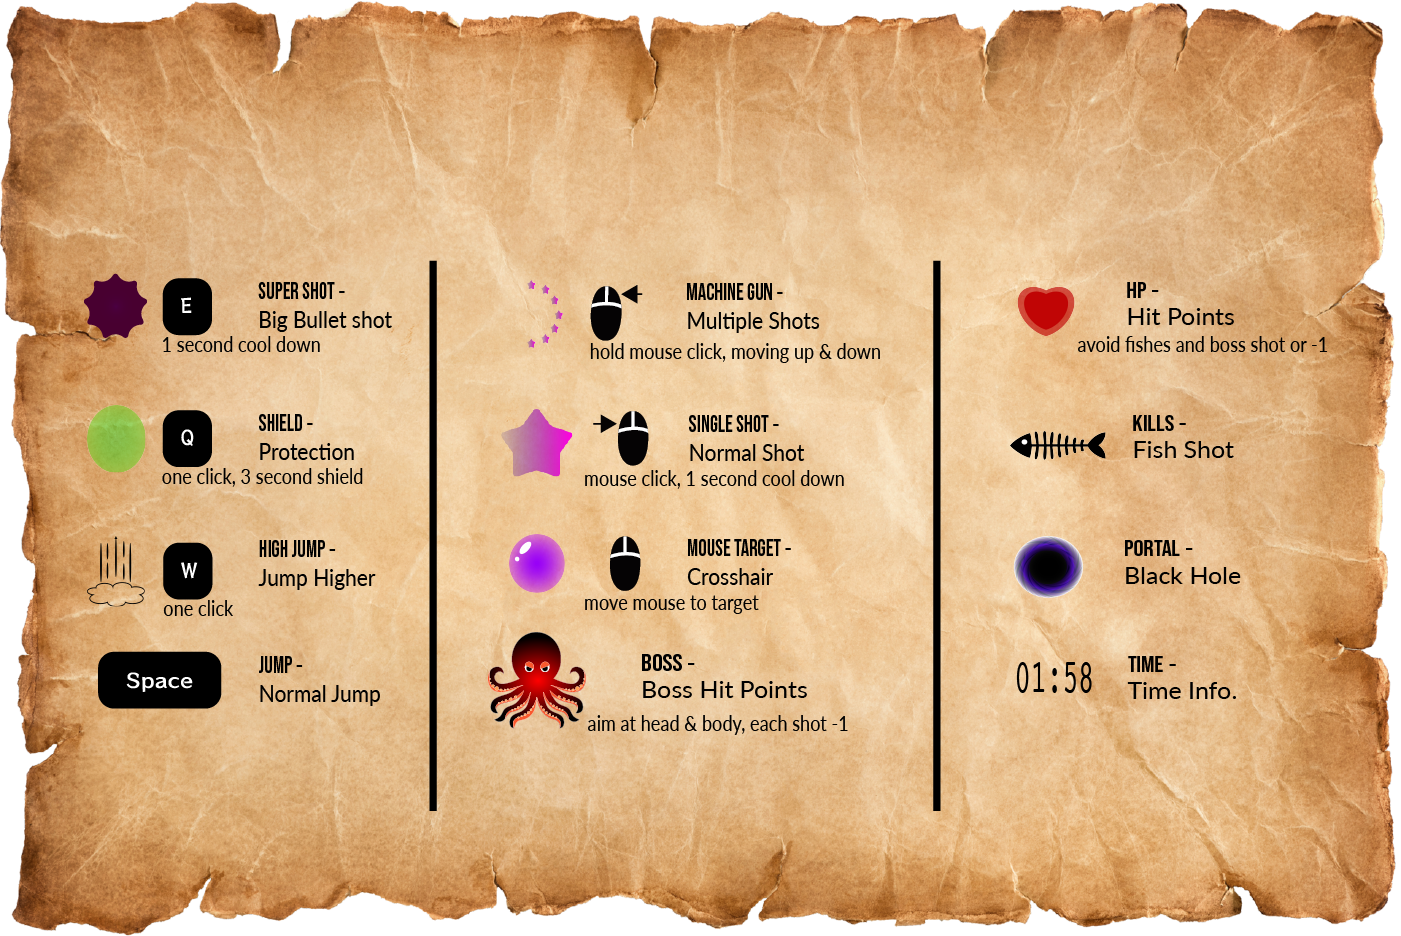 E
SUPER SHOT -
Big Bullet shot
1 second cool down
Q
SHIELD -
Protection
one click, 3 second shield
W
HIGH JUMP -
Jump Higher
one click
Space
JUMP -
Normal Jump
MACHINE GUN -
Multiple Shots
hold mouse click, moving up & down
SINGLE SHOT -
Normal Shot
mouse click, 1 second cool down
MOUSE TARGET -
Crosshair
move mouse to target
BOSS -
Boss Hit Points
aim at head & body, each shot -1
HP -
Hit Points
avoid fishes and boss shot or -1
KILLS -
Fish Shot
PORTAL -
Black Hole
01:58
TIME -
Time Info.